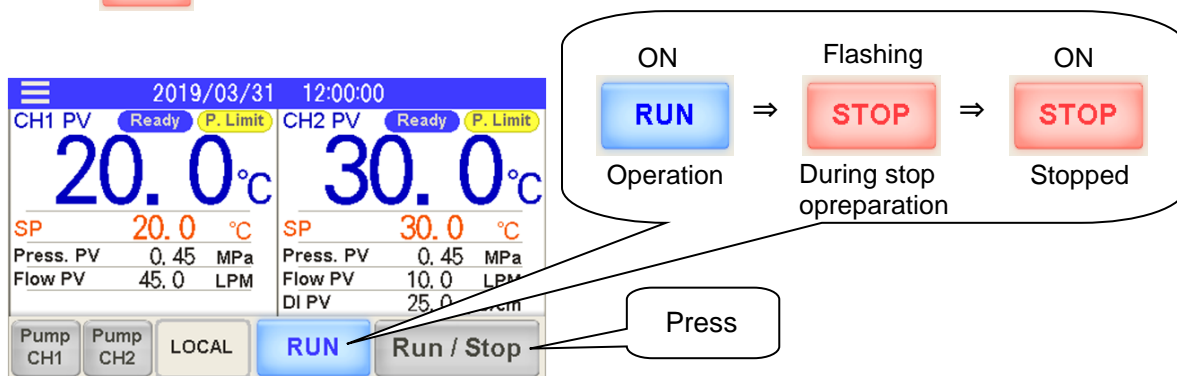 2019/03/31 12:00:00
CH1 PV Ready P. Limit CH2 PV Ready P. Limit
20. 0 °C 30. 0 °C
SP 20. 0 °C SP 30. 0 °C
Press. PV 0. 45 MPa Press. PV 0. 45 MPa
Flow PV 45. 0 LPM Flow PV 10. 0 LPM
DI PV 25. 0
Pump CH1
Pump CH2
LOCAL
RUN
Run / Stop
ON
RUN
Operation
⇒
Flashing
STOP
During stop
opreparation
⇒
ON
STOP
Stopped
Press